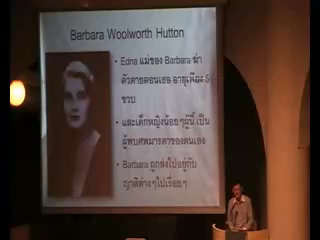 Barbara Woolworth Hutton
• Edna แม่ของ Barbara ฆ่า
ตัวตายตอนเธอ อายุเพียง 5
ขวบ
• และเด็กหญิงน้อยๆผู้นี้ เป็น
ผู้พบศพมารดาของตนเอง
• Barbara ถูกส่งไปอยู่กับ
ญาติต่างๆไปเรื่อยๆ